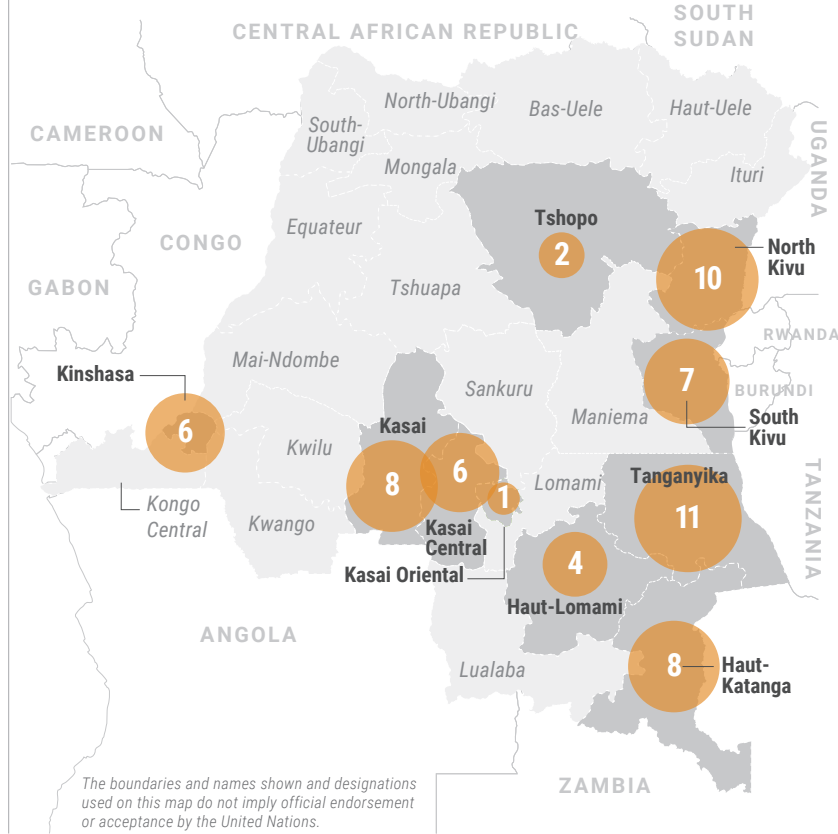 SOUTH
SUDAN
CENTRAL AFRICAN REPUBLIC
North-Ubangi
Bas-Uele
Haut-Uele
South-
Ubangi
CAMEROON
UGANDA
Mongala
Ituri
Tshopo
2
Equateur
CONGO
North
Kivu
10
GABON
Tshuapa
RWANDA
Mai-Ndombe
Kinshasa
6
Sankuru
7
BURUNDI
South
Kivu
Maniema
Kasai
8
Kwilu
6
Kasai
Central
1
Kasai Oriental
Lomami
Tanganyika
11
TANZANIA
Kongo
Central
Kwango
4
Haut-Lomami
ANGOLA
Lualaba
8
Haut-
Katanga
ZAMBIA
The boundaries and names shown and designations
used on this map do not imply official endorsement
or acceptance by the United Nations.